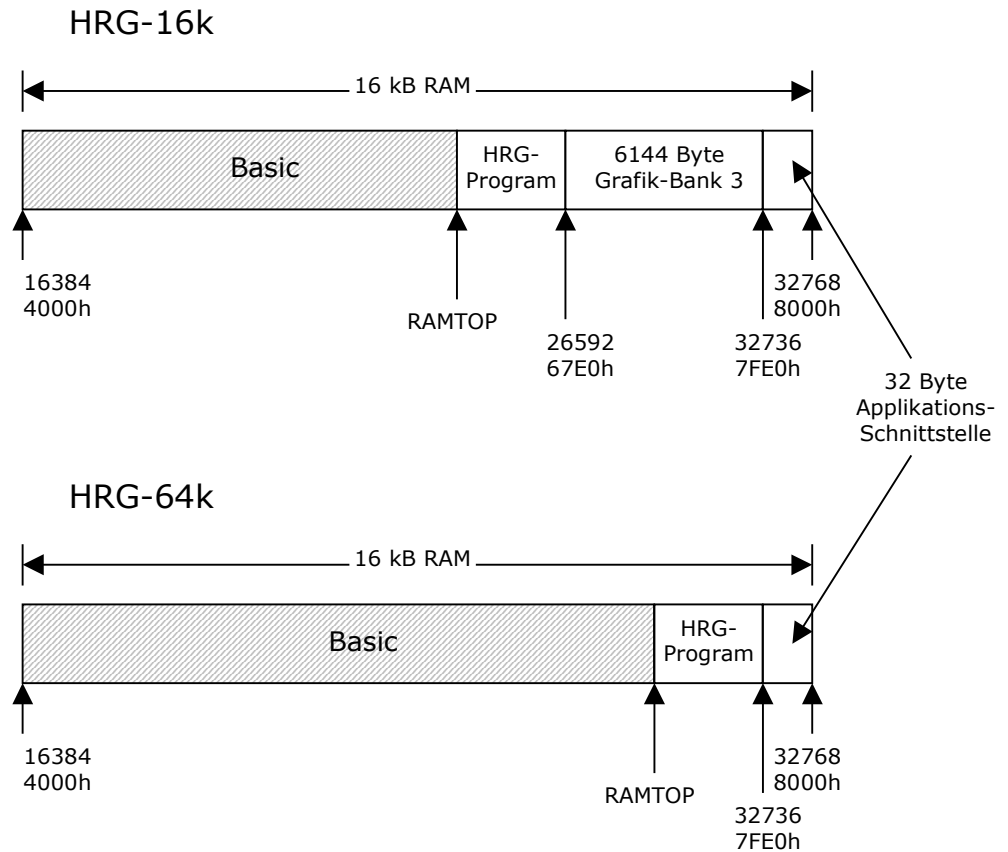 HRG-16k
16 kB RAM
Basic
HRG-
Program
6144 Byte
Grafik-Bank 3
16384
4000h
RAMTOP
26592
67E0h
32736
7FE0h
32768
8000h
32 Byte
Applikations-
Schnittstelle
HRG-64k
16 kB RAM
Basic
HRG-
Program
16384
4000h
RAMTOP
32736
7FE0h
32768
8000h